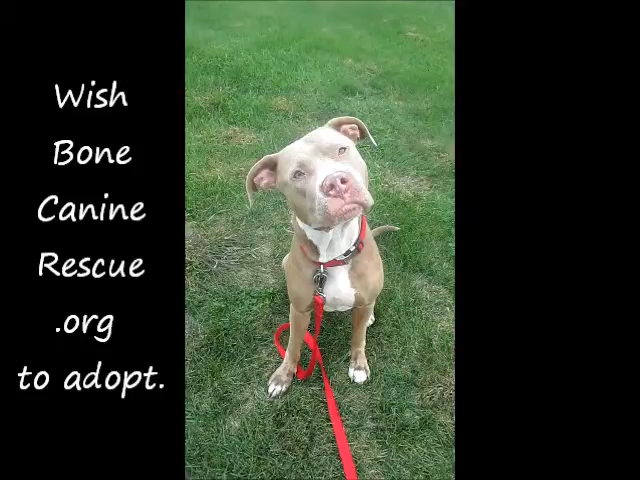 Wish
Bone
Canine
Rescue
.org
to adopt.